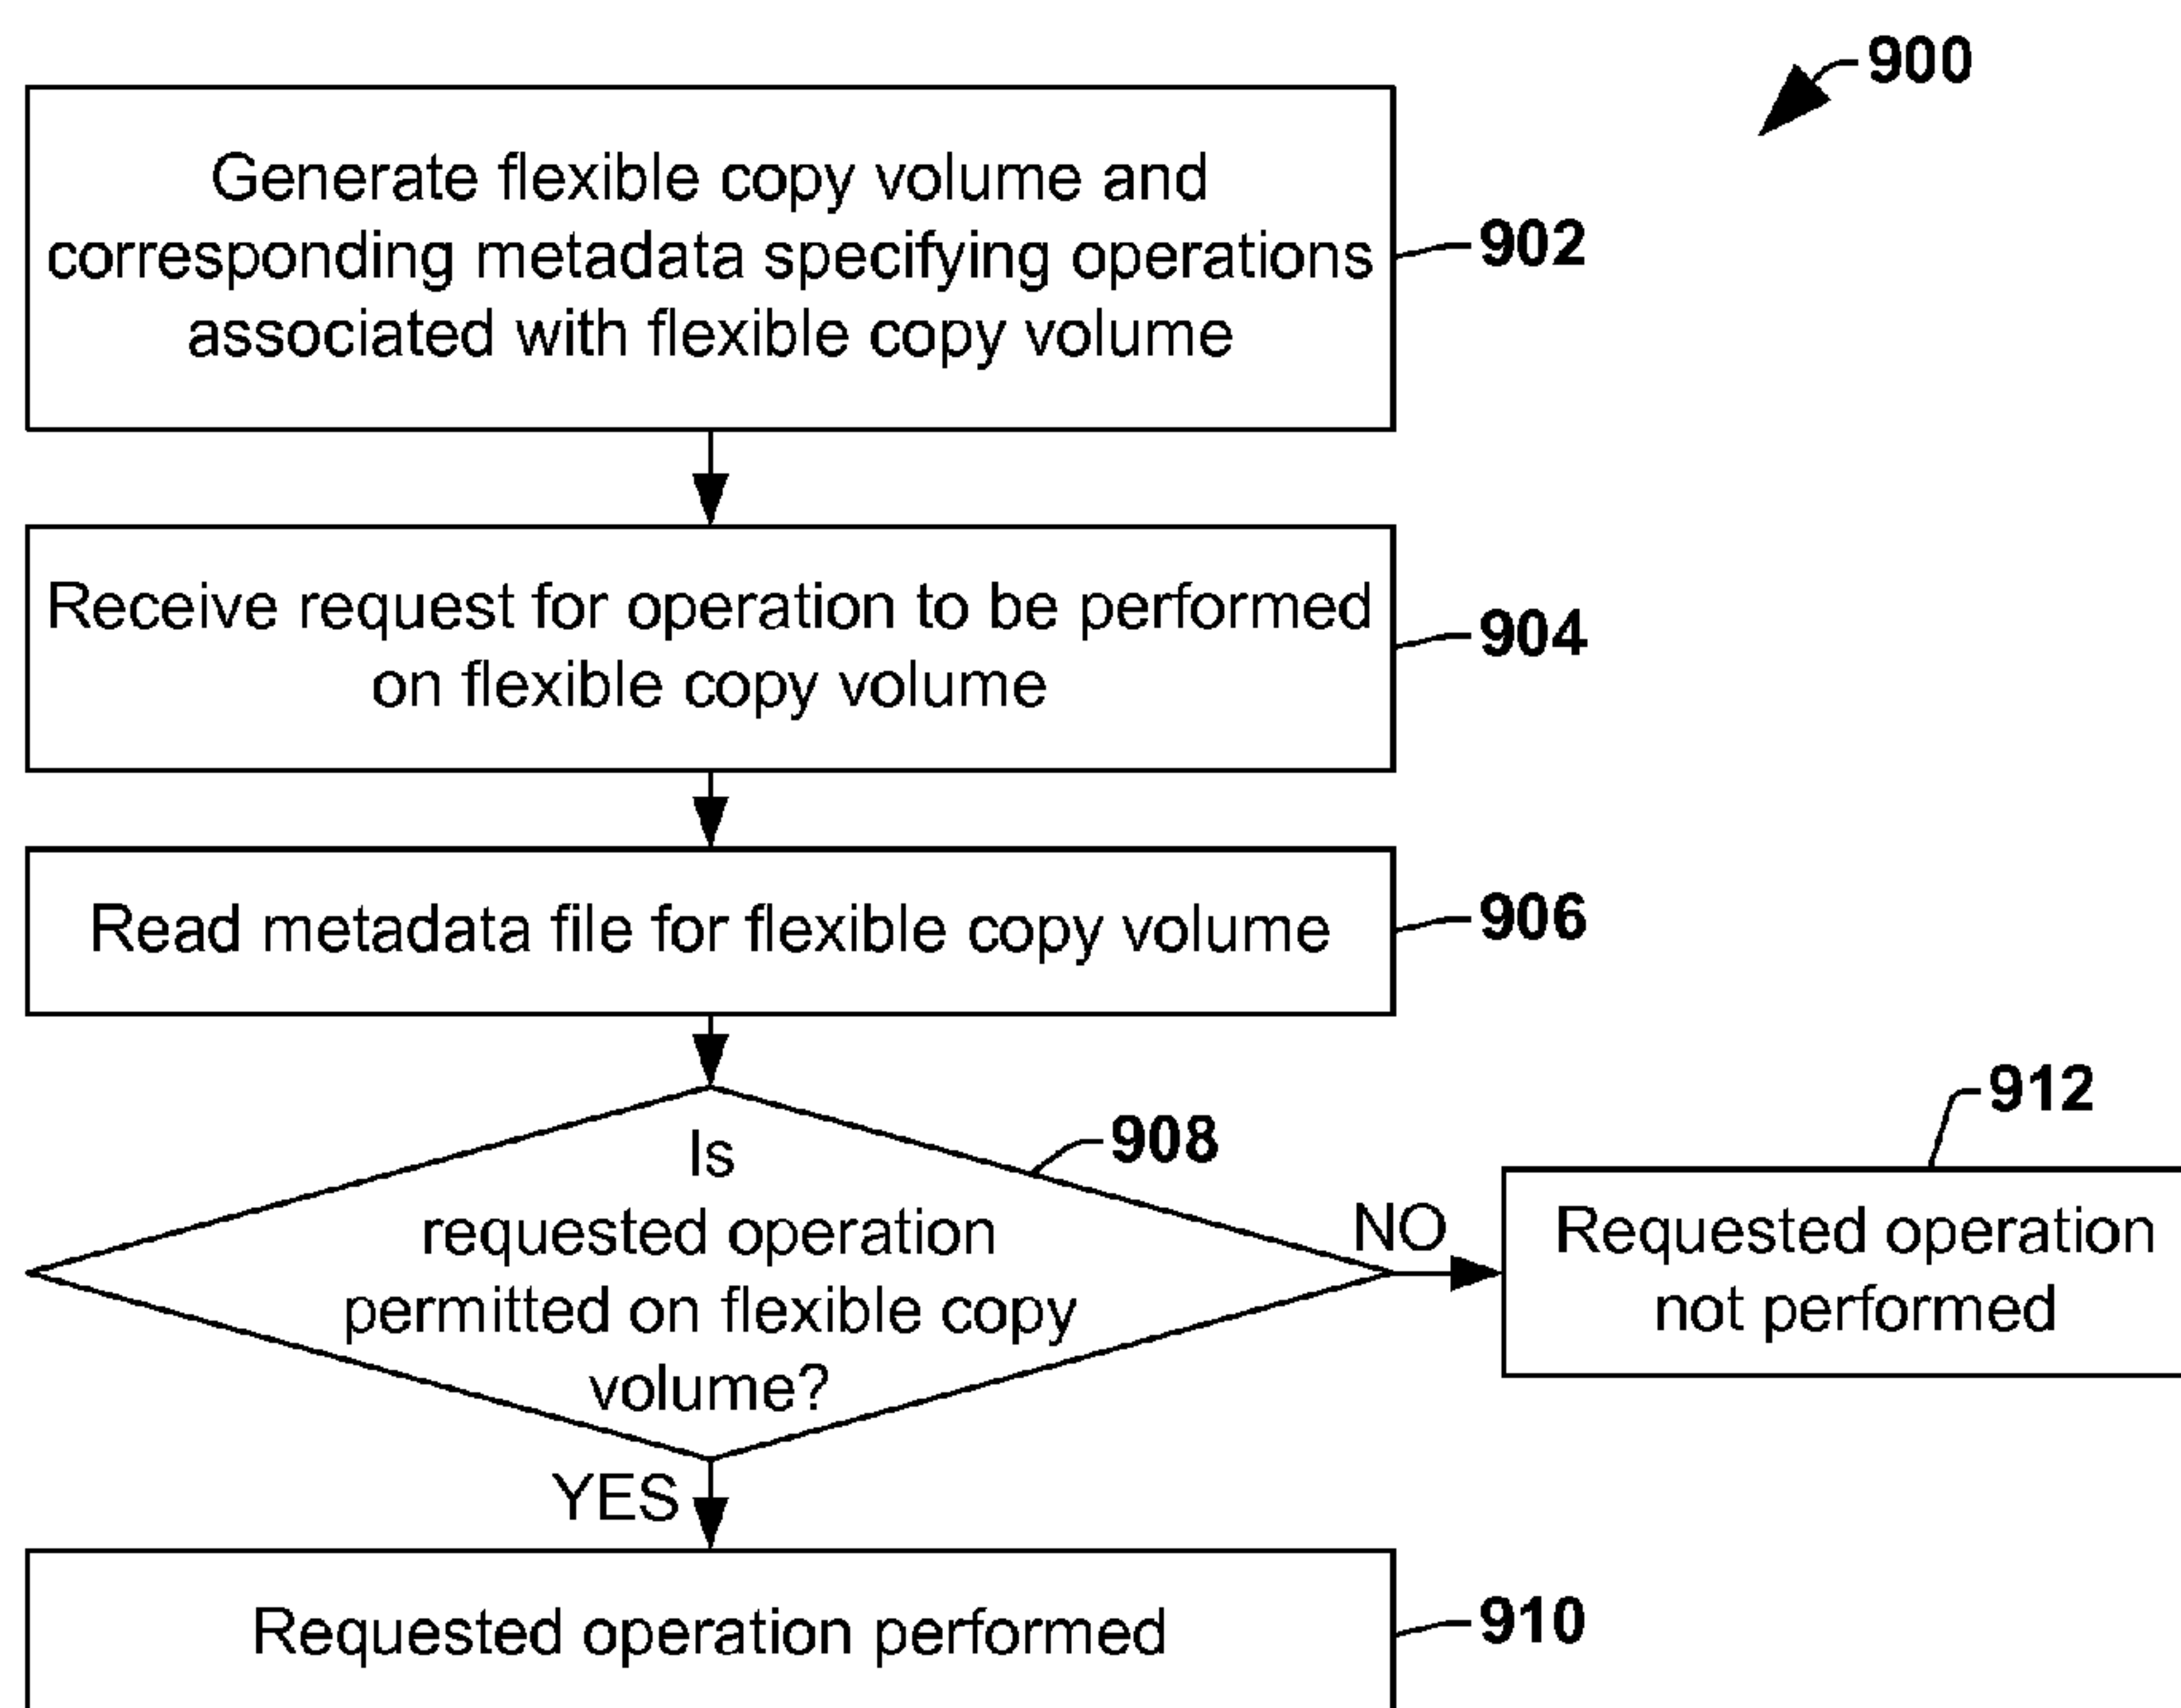 900
Generate flexible copy volume and
corresponding metadata specifying operations
associated with flexible copy volume
902
Receive request for operation to be performed
on flexible copy volume
904
Read metadata file for flexible copy volume
906
Is
requested operation
permitted on flexible copy
volume?
908
NO
912
Requested operation
not performed
YES
Requested operation performed
910